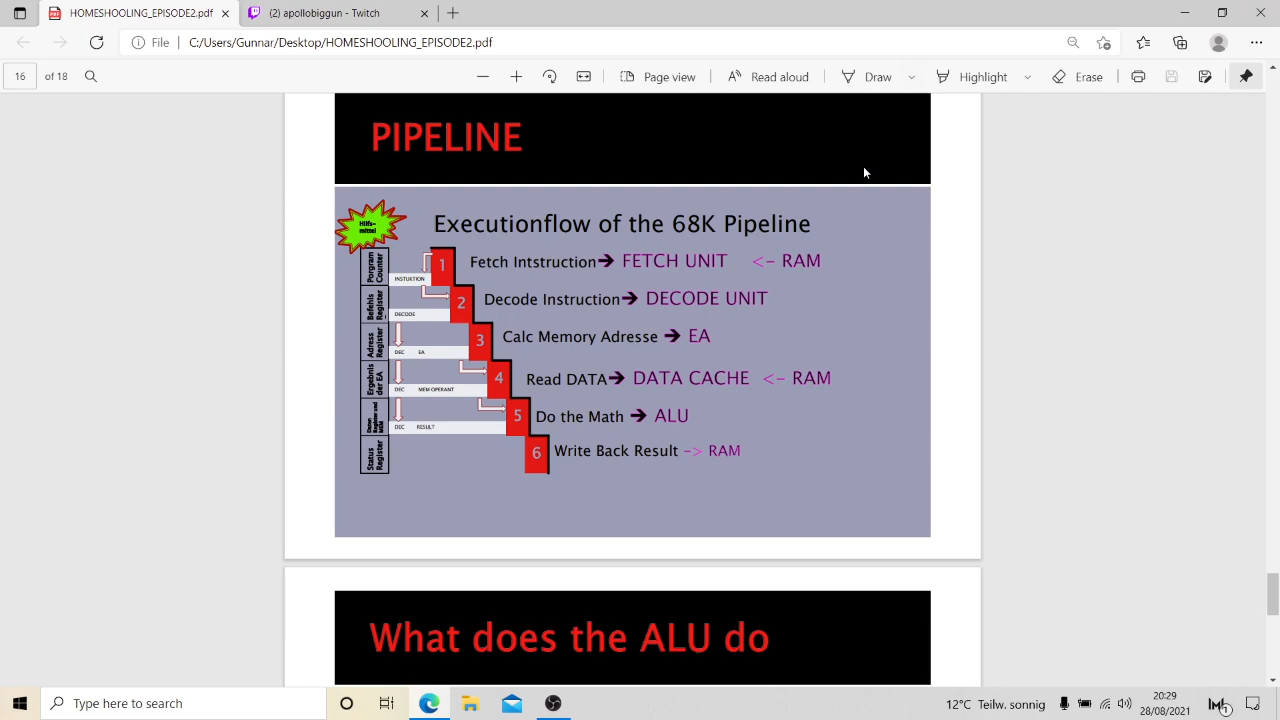 HOMESHOOLING_EPISODE2.pdf
(2) apollobiggun - Twitch
File
C:/Users/Gunnar/Desktop/HOMESHOOLING_EPISODE2.pdf
16 of 18
Page view
Read aloud
Draw
Highlight
Erase
PIPELINE
Hilfs-
mittel
Executionflow of the 68K Pipeline
Porgram
Counter
1
Fetch Intstruction➔ FETCH UNIT <- RAM
INSTUKTION
Befehls
Register
2
Decode Instruction➔ DECODE UNIT
DECODE
Adress
Register
3
Calc Memory Adresse ➔ EA
DEC EA
Ergebnis
der EA
4
Read DATA➔ DATA CACHE <- RAM
DEC MEM OPERANT
Daten
Register und
5
Do the Math ➔ ALU
DEC RESULT
Status
Register
6
Write Back Result -> RAM
What does the ALU do
Type here to search
12°C Teilw. sonnig
20:29
28/08/2021
1